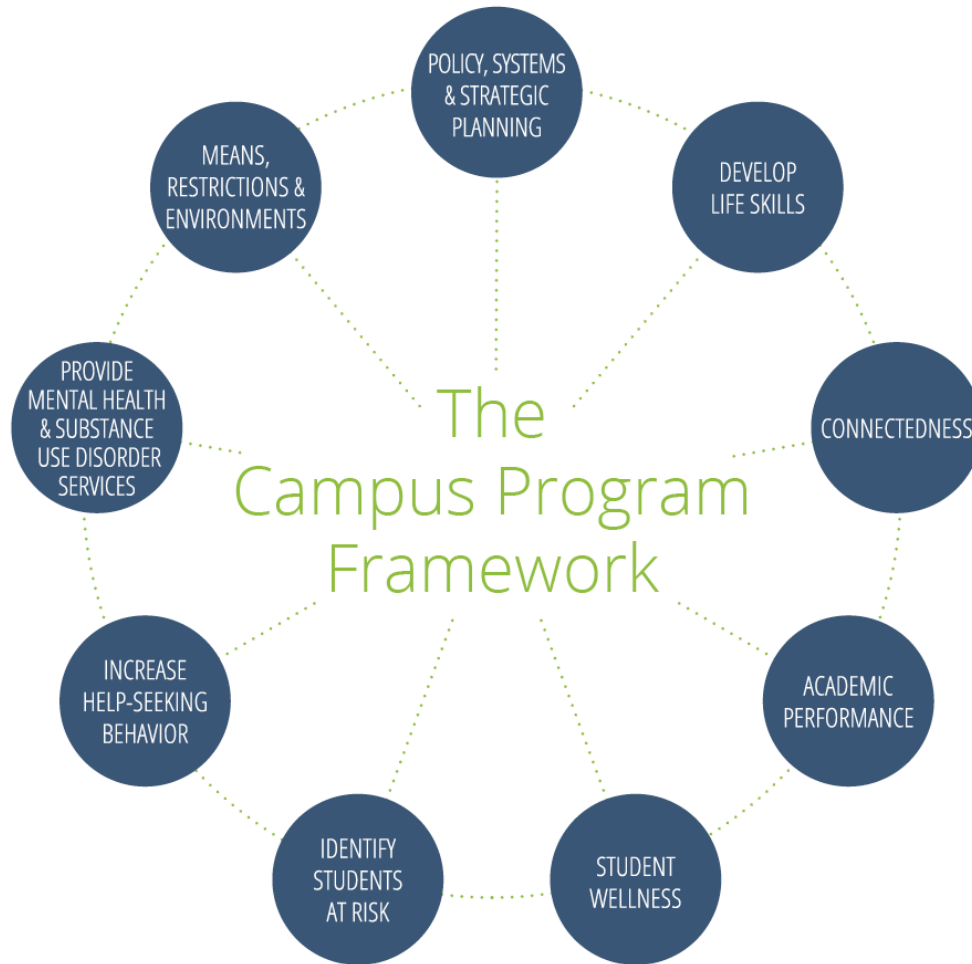 POLICY, SYSTEMS
& STRATEGIC
PLANNING
DEVELOP
LIFE SKILLS
CONNECTEDNESS
ACADEMIC
PERFORMANCE
STUDENT
WELLNESS
IDENTIFY
STUDENTS
AT RISK
INCREASE
HELP-SEEKING
BEHAVIOR
PROVIDE
MENTAL HEALTH
& SUBSTANCE
USE DISORDER
SERVICES
MEANS,
RESTRICTIONS &
ENVIRONMENTS
The
Campus Program
Framework